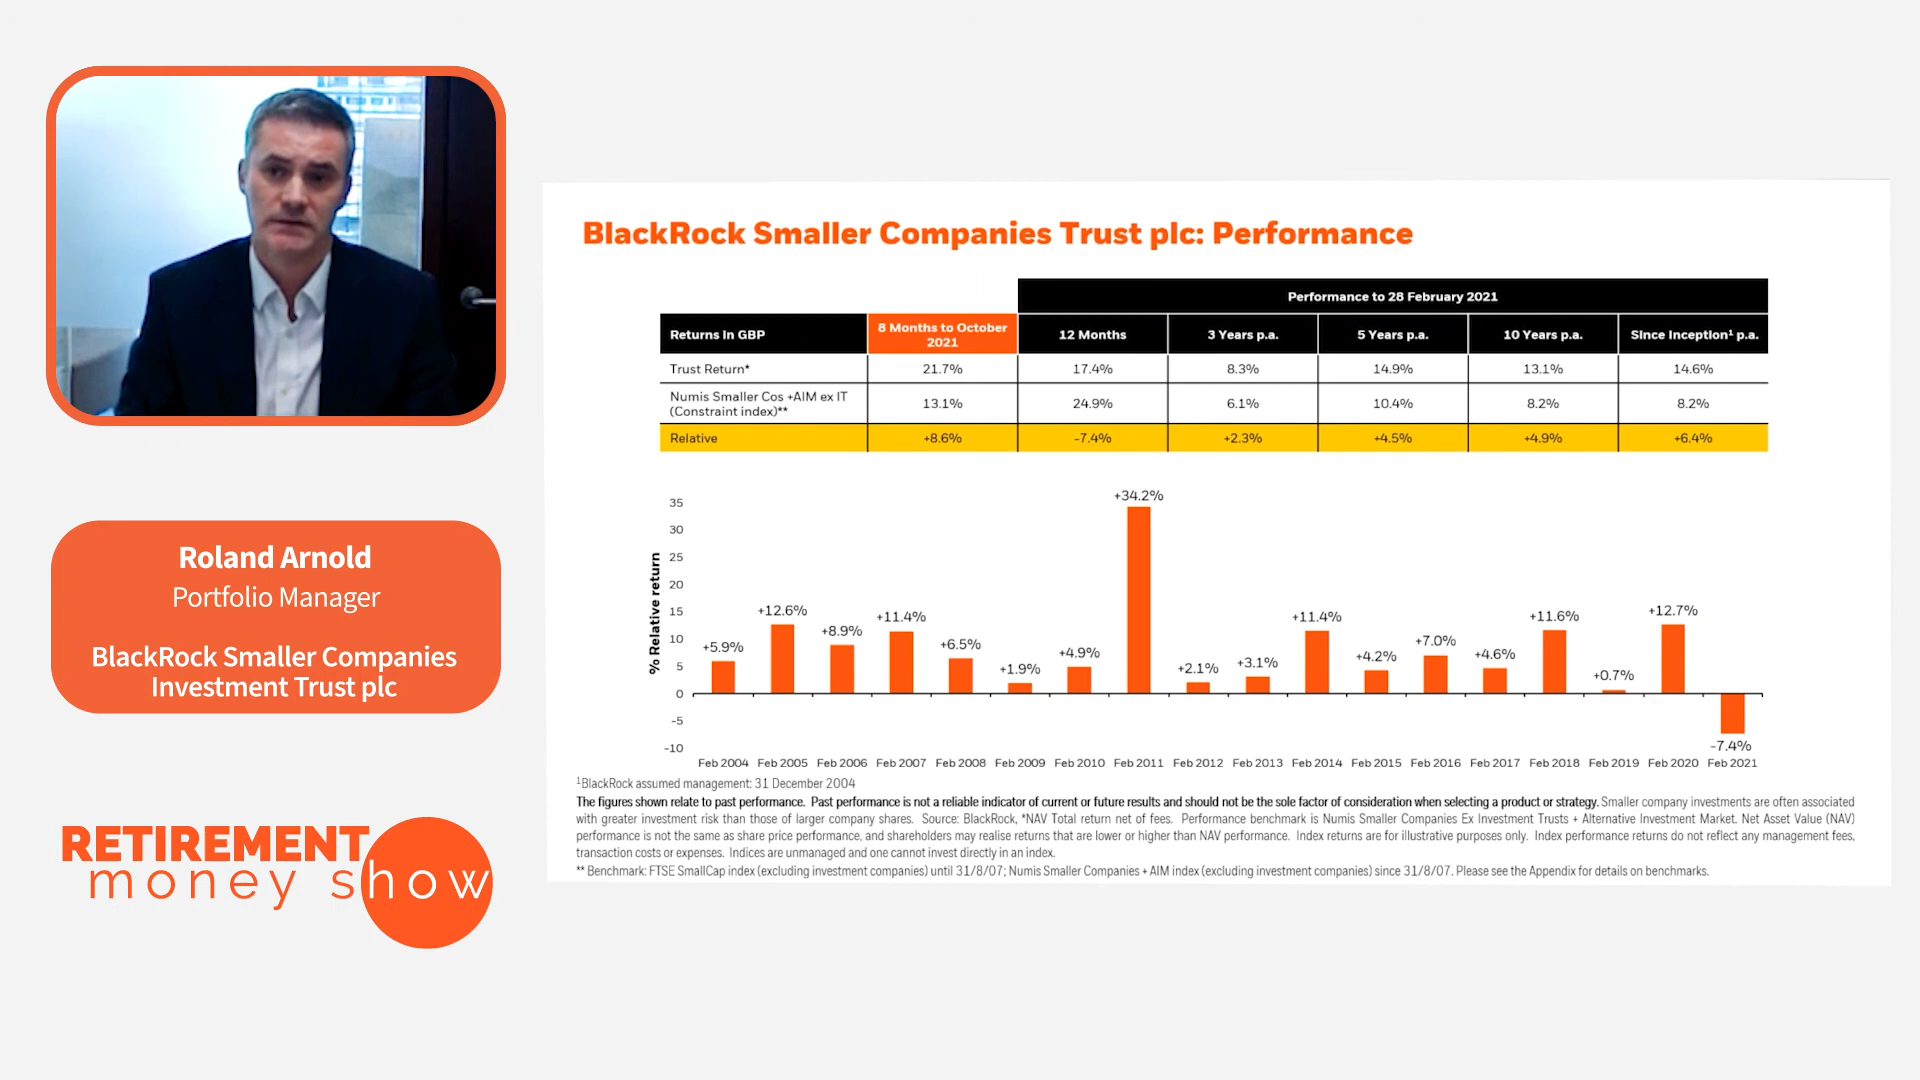 Roland Arnold
Portfolio Manager
BlackRock Smaller Companies
Investment Trust plc
RETIREMENT
money show
BlackRock Smaller Companies Trust plc: Performance
Performance to 28 February 2021
Returns in GBP 8 Months to October 2021 12 Months 3 Years p.a. 5 Years p.a. 10 Years p.a. Since Inception¹ p.a.
Trust Return* 21.7% 17.4% 8.3% 14.9% 13.1% 14.6%
Numis Smaller Cos +AIM ex IT (Constraint index)** 13.1% 24.9% 6.1% 10.4% 8.2% 8.2%
Relative +8.6% -7.4% +2.3% +4.5% +4.9% +6.4%
% Relative return
35
30
25
20
15
10
5
0
-5
-10
+5.9% +12.6% +8.9% +11.4% +6.5% +1.9% +4.9% +34.2% +2.1% +3.1% +11.4% +4.2% +7.0% +4.6% +11.6% +0.7% +12.7% -7.4%
Feb 2004 Feb 2005 Feb 2006 Feb 2007 Feb 2008 Feb 2009 Feb 2010 Feb 2011 Feb 2012 Feb 2013 Feb 2014 Feb 2015 Feb 2016 Feb 2017 Feb 2018 Feb 2019 Feb 2020 Feb 2021
¹BlackRock assumed management: 31 December 2004
The figures shown relate to past performance. Past performance is not a reliable indicator of current or future results and should not be the sole factor of consideration when selecting a product or strategy. Smaller company investments are often associated
with greater investment risk than those of larger company shares. Source: BlackRock, *NAV Total return net of fees. Performance benchmark is Numis Smaller Companies Ex Investment Trusts + Alternative Investment Market. Net Asset Value (NAV)
performance is not the same as share price performance, and shareholders may realise returns that are lower or higher than NAV performance. Index returns are for illustrative purposes only. Index performance returns do not reflect any management fees,
transaction costs or expenses. Indices are unmanaged and one cannot invest directly in an index.
** Benchmark: FTSE SmallCap index (excluding investment companies) until 31/8/07; Numis Smaller Companies + AIM index (excluding investment companies) since 31/8/07. Please see the Appendix for details on benchmarks.